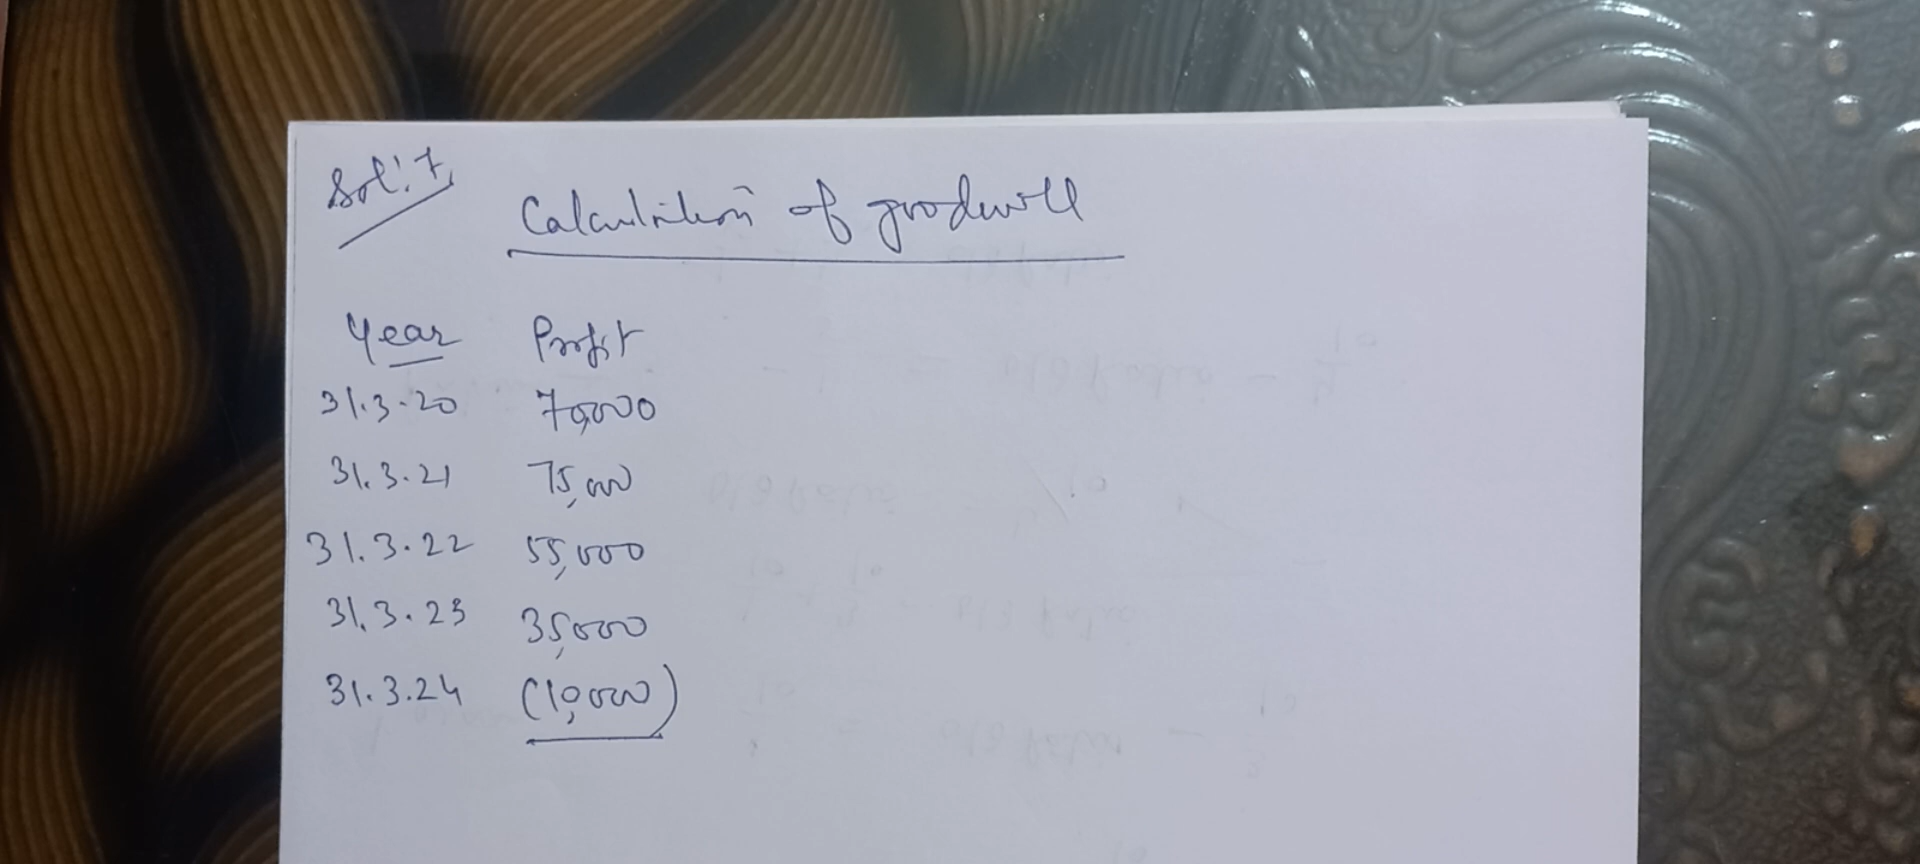 Sol: 7,
Calculation of goodwill
Year Profit
31.3.20 70,000
31.3.21 75,000
31.3.22 55,000
31.3.23 35,000
31.3.24 (10,000)